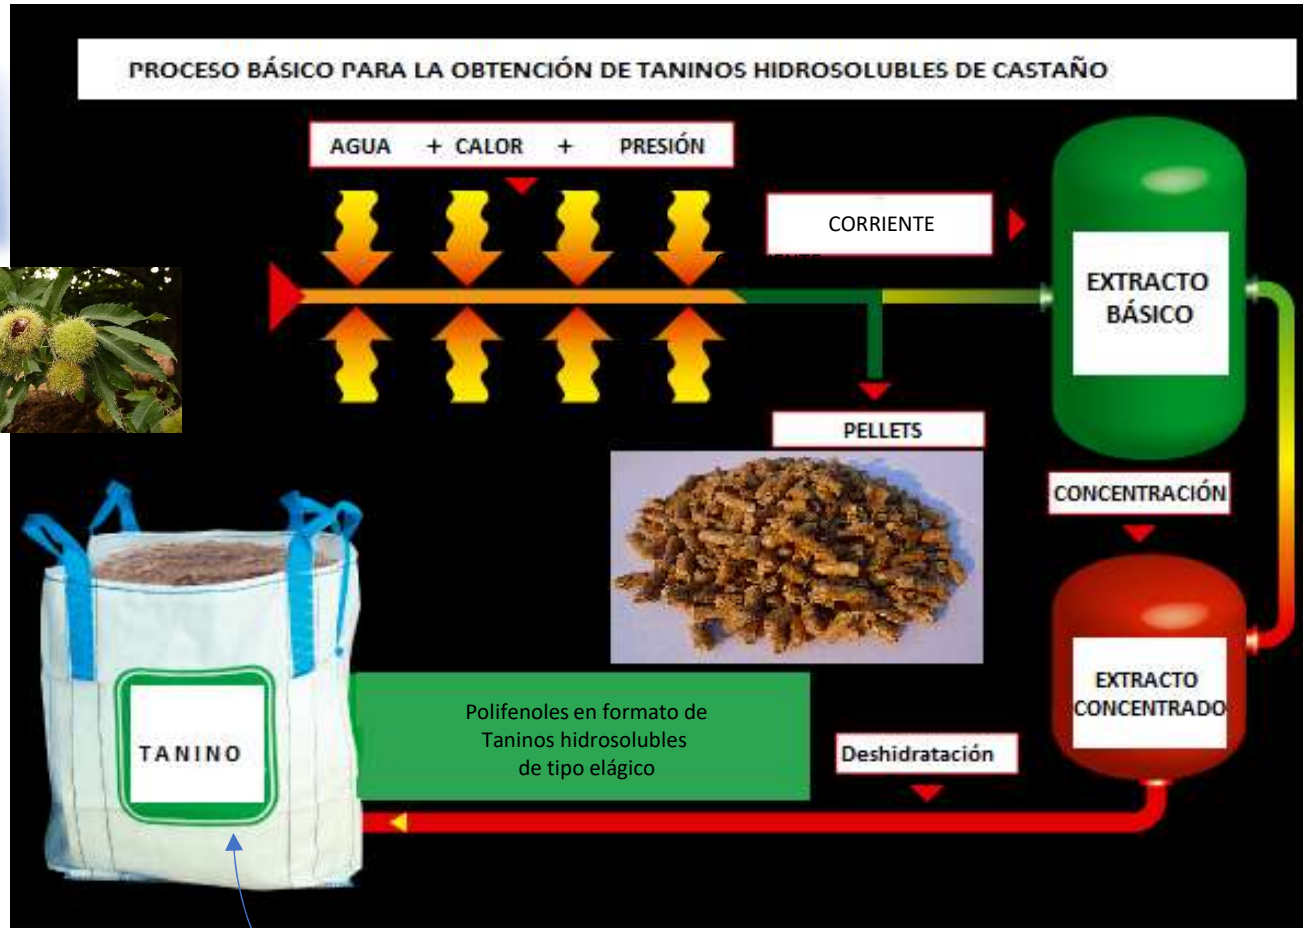 PROCESO BÁSICO PARA LA OBTENCIÓN DE TANINOS HIDROSOLUBLES DE CASTAÑO
AGUA + CALOR + PRESIÓN
CORRIENTE
EXTRACTO
BÁSICO
PELLETS
CONCENTRACIÓN
EXTRACTO
CONCENTRADO
Polifenoles en formato de
Taninos hidrosolubles
de tipo elágico
TANINO
Deshidratación